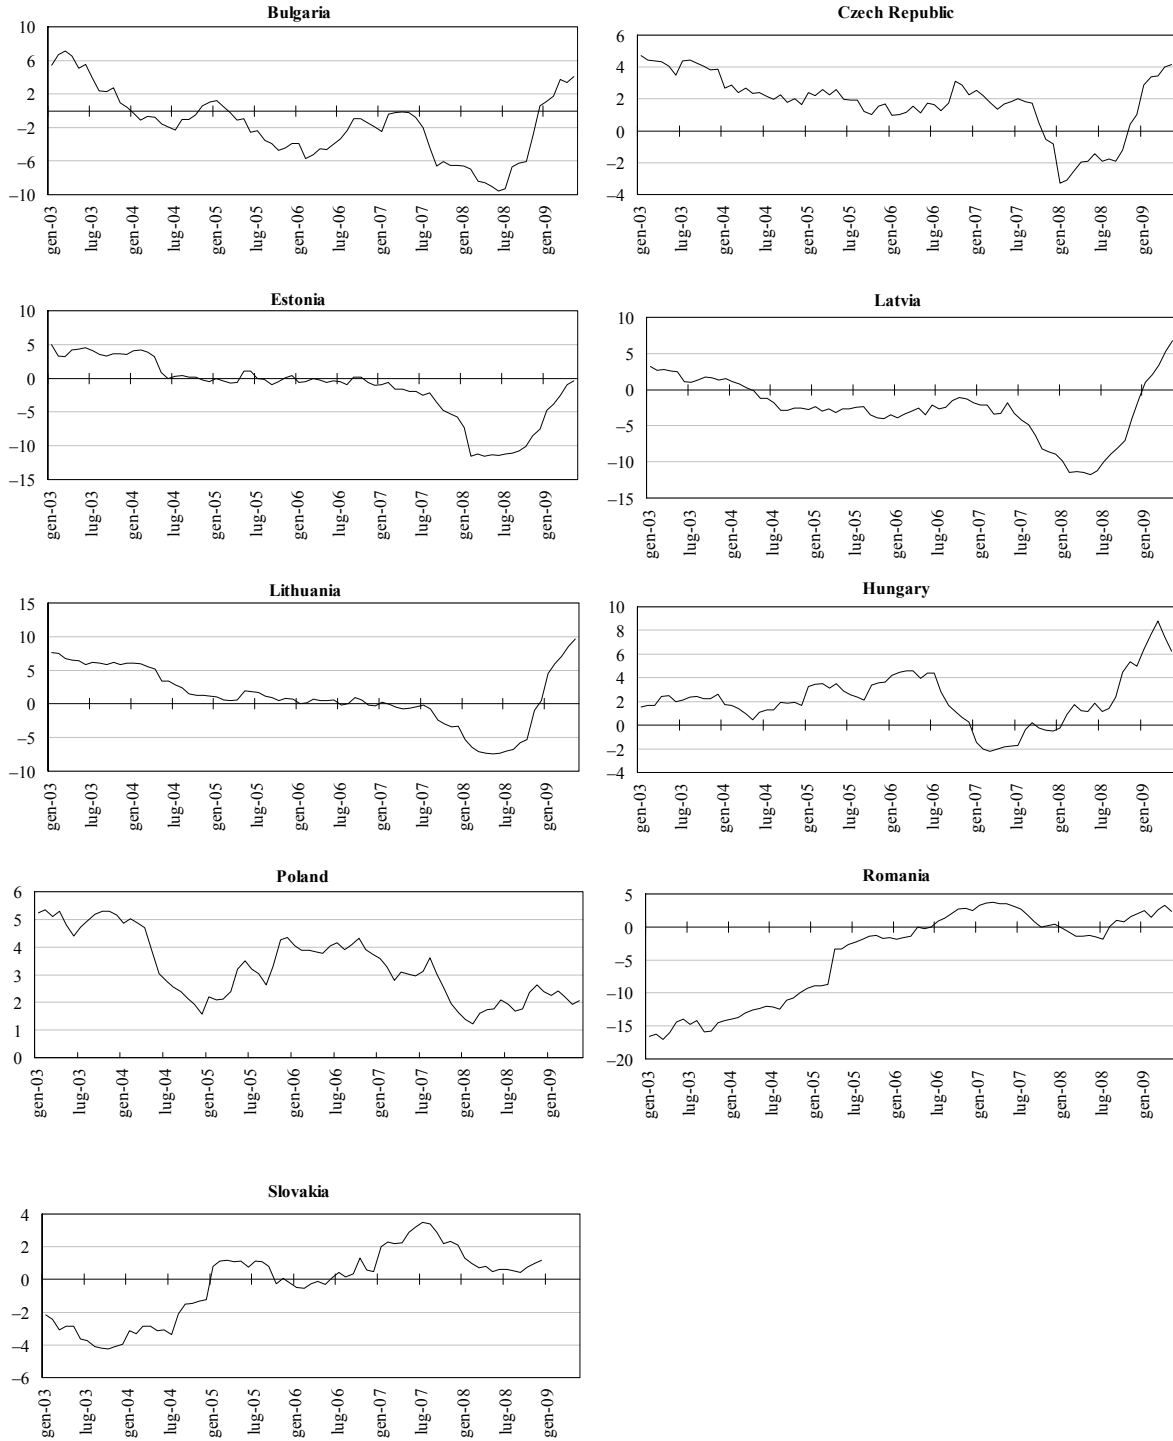 Bulgaria
10
6
2
−2
−6
−10
gen-03
lug-03
gen-04
lug-04
gen-05
lug-05
gen-06
lug-06
gen-07
lug-07
gen-08
lug-08
gen-09
Czech Republic
6
4
2
0
−2
−4
gen-03
lug-03
gen-04
lug-04
gen-05
lug-05
gen-06
lug-06
gen-07
lug-07
gen-08
lug-08
gen-09
Estonia
10
5
0
−5
−10
−15
gen-03
lug-03
gen-04
lug-04
gen-05
lug-05
gen-06
lug-06
gen-07
lug-07
gen-08
lug-08
gen-09
Latvia
10
5
0
−5
−10
−15
gen-03
lug-03
gen-04
lug-04
gen-05
lug-05
gen-06
lug-06
gen-07
lug-07
gen-08
lug-08
gen-09
Lithuania
15
10
5
0
−5
−10
gen-03
lug-03
gen-04
lug-04
gen-05
lug-05
gen-06
lug-06
gen-07
lug-07
gen-08
lug-08
gen-09
Hungary
10
8
6
4
2
0
−2
−4
gen-03
lug-03
gen-04
lug-04
gen-05
lug-05
gen-06
lug-06
gen-07
lug-07
gen-08
lug-08
gen-09
Poland
6
5
4
3
2
1
0
gen-03
lug-03
gen-04
lug-04
gen-05
lug-05
gen-06
lug-06
gen-07
lug-07
gen-08
lug-08
gen-09
Romania
5
0
−5
−10
−15
−20
gen-03
lug-03
gen-04
lug-04
gen-05
lug-05
gen-06
lug-06
gen-07
lug-07
gen-08
lug-08
gen-09
Slovakia
4
2
0
−2
−4
−6
gen-03
lug-03
gen-04
lug-04
gen-05
lug-05
gen-06
lug-06
gen-07
lug-07
gen-08
lug-08
gen-09